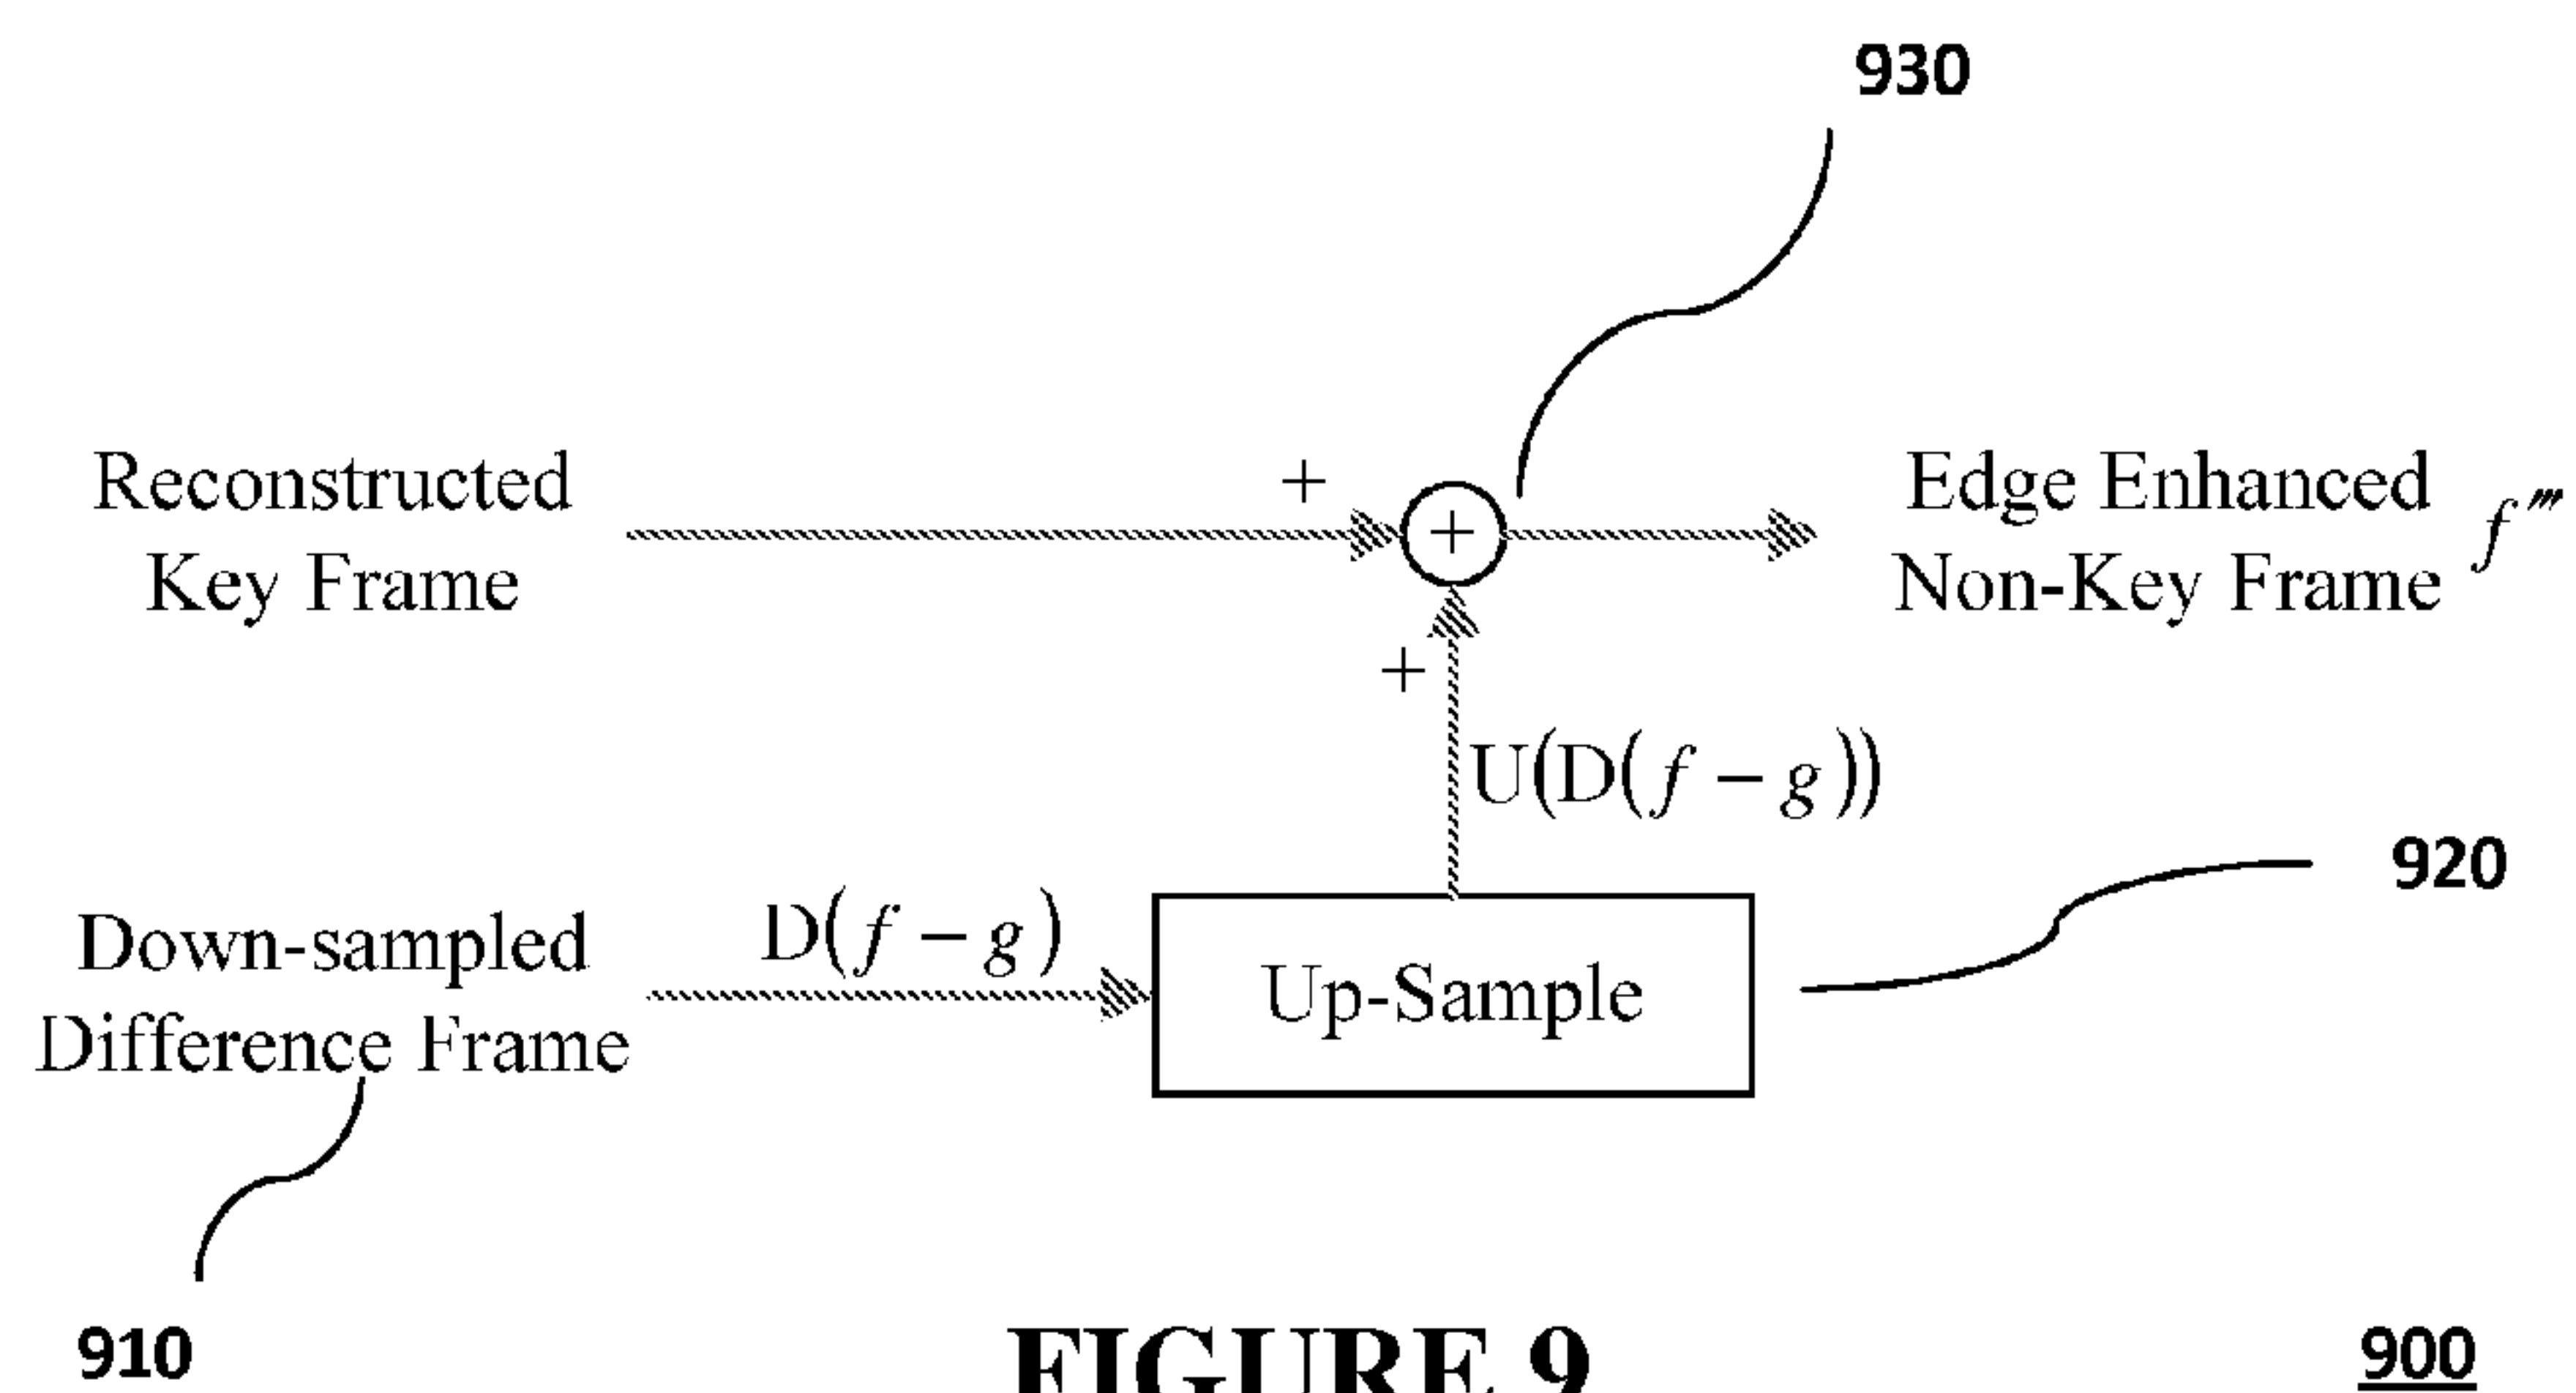 930
Reconstructed
Key Frame
+
+
Edge Enhanced
Non-Key Frame f‴
+
U(D(f − g))
920
Down-sampled
Difference Frame
D(f − g)
Up-Sample
910
FIGURE 9
900